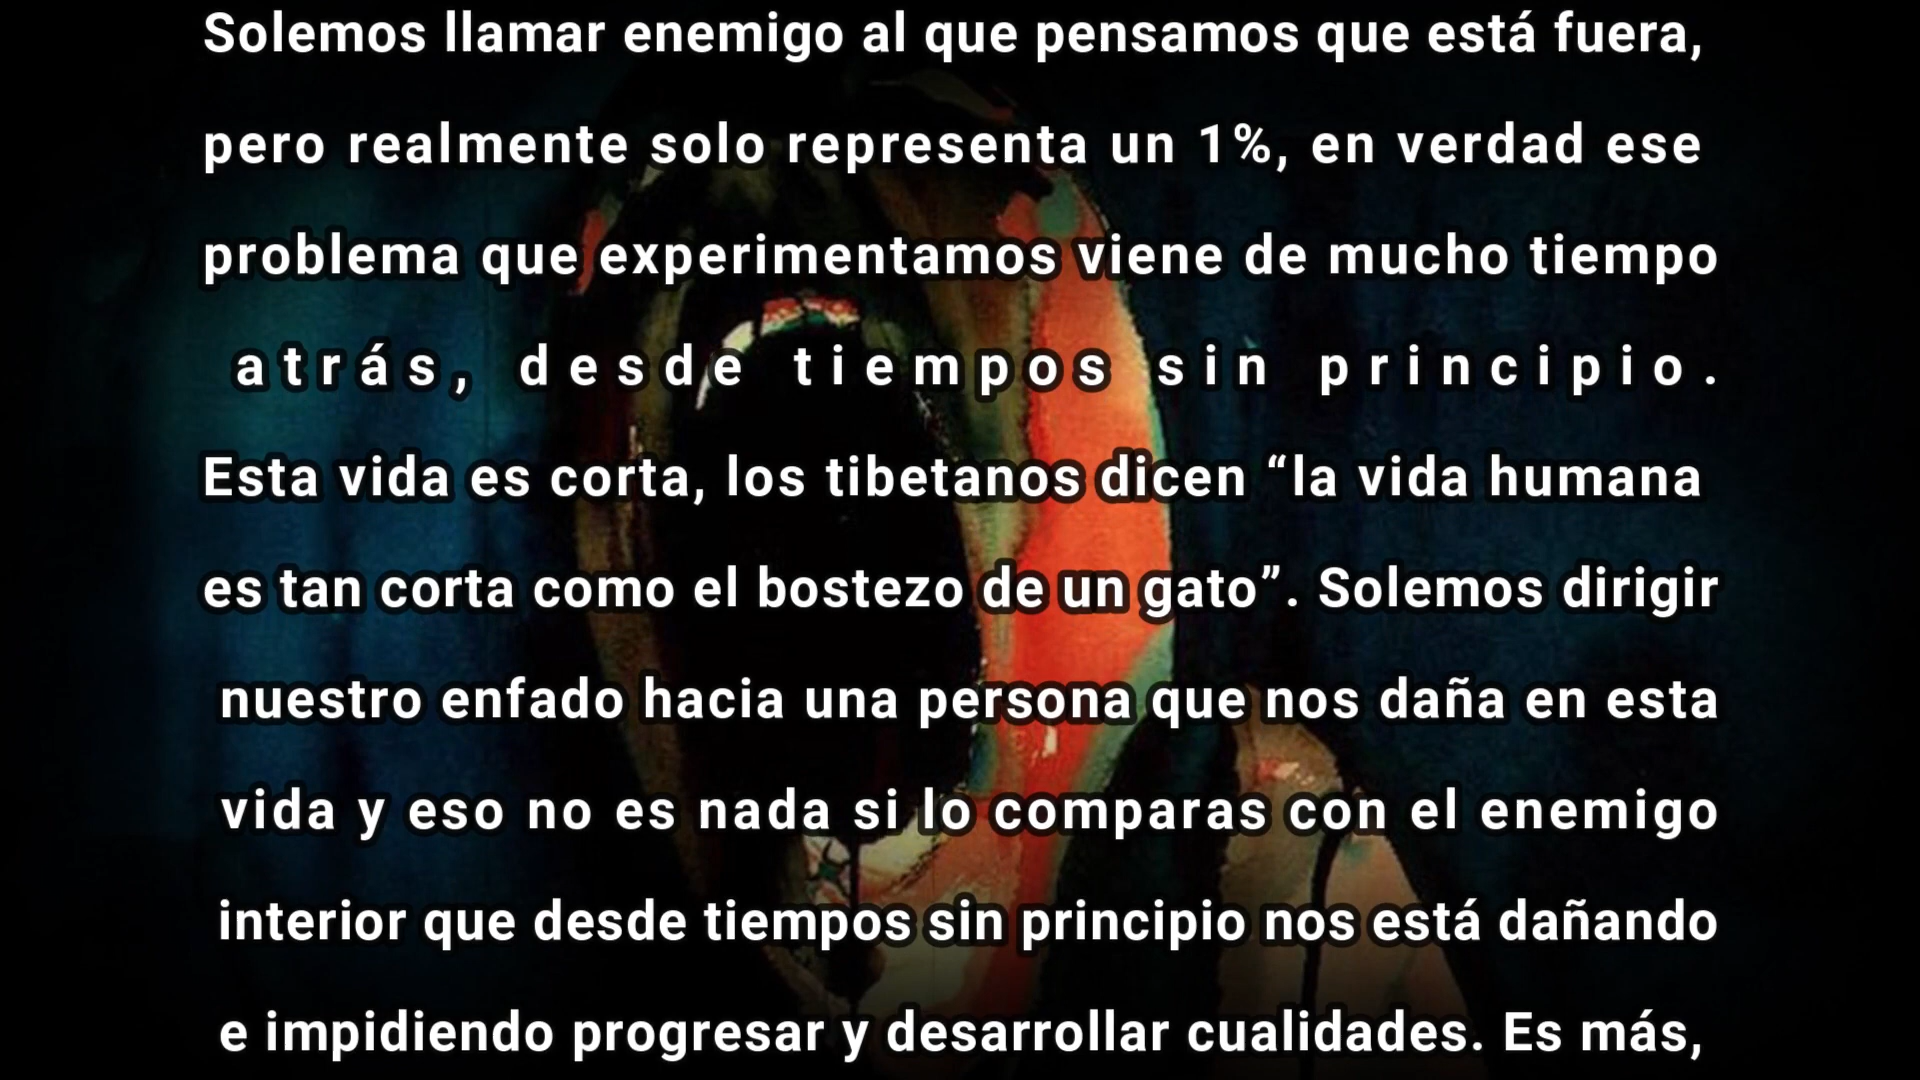 Solemos llamar enemigo al que pensamos que está fuera,
pero realmente solo representa un 1%, en verdad ese
problema que experimentamos viene de mucho tiempo
atrás, desde tiempos sin principio.
Esta vida es corta, los tibetanos dicen “la vida humana
es tan corta como el bostezo de un gato”. Solemos dirigir
nuestro enfado hacia una persona que nos daña en esta
vida y eso no es nada si lo comparas con el enemigo
interior que desde tiempos sin principio nos está dañando
e impidiendo progresar y desarrollar cualidades. Es más,